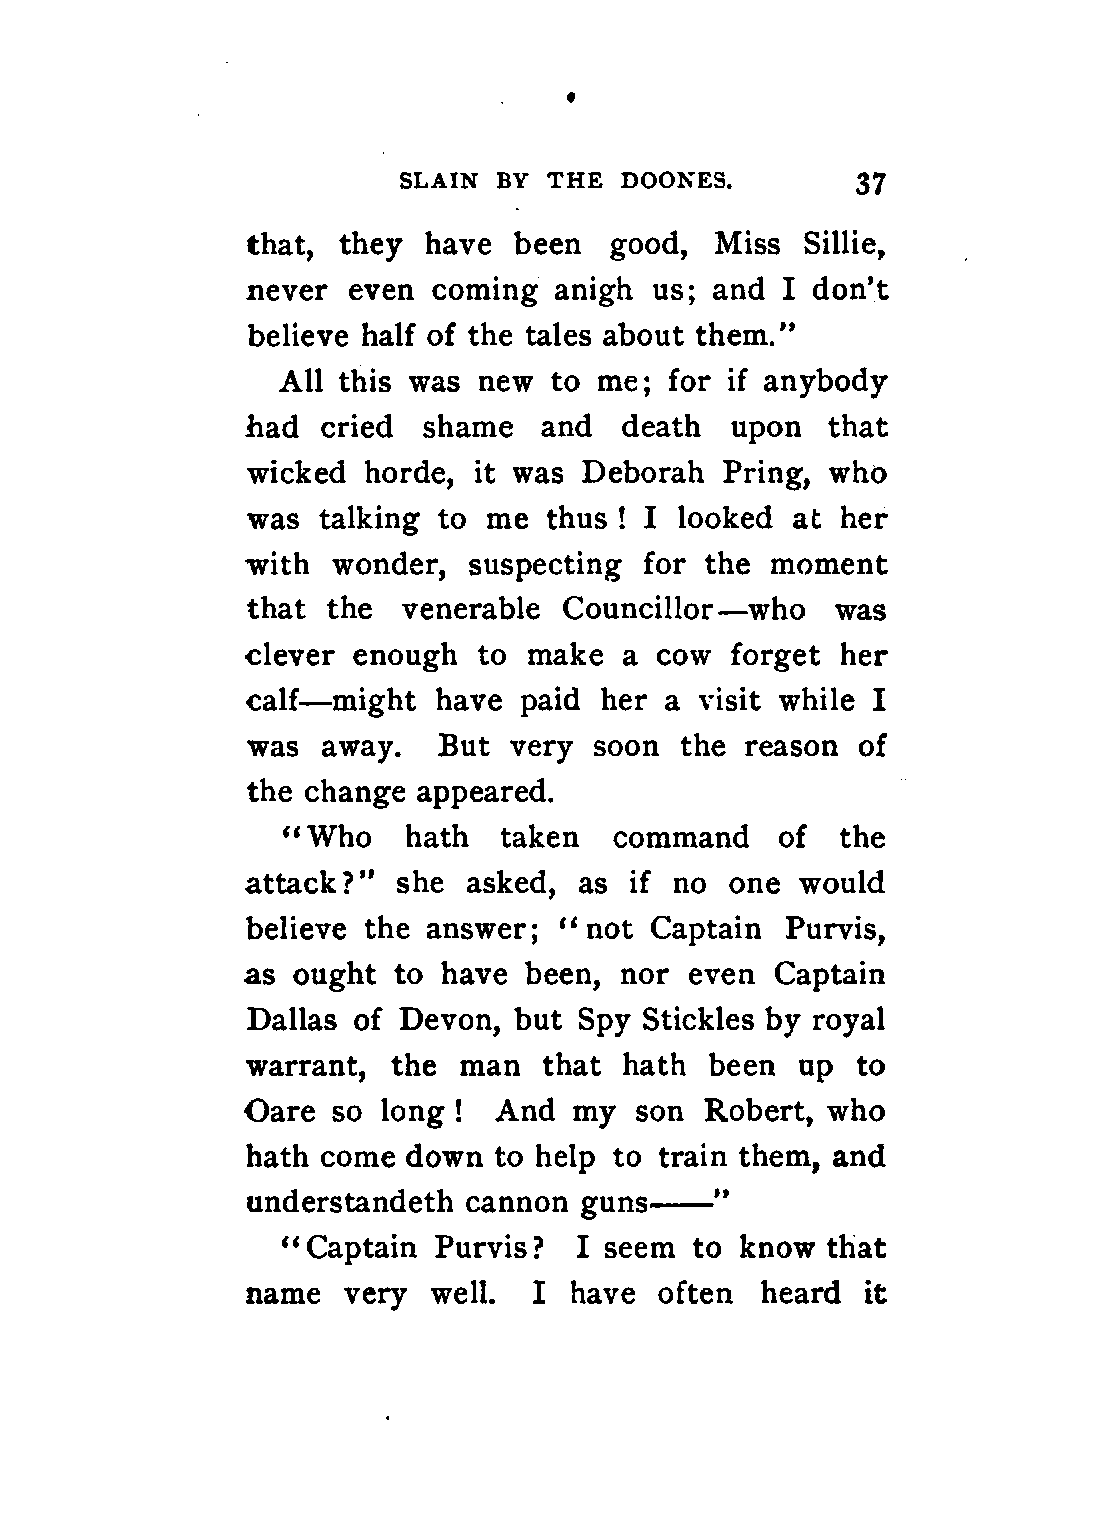 SLAIN BY THE DOONES. 37
that, they have been good, Miss Sillie,
never even coming anigh us; and I don't
believe half of the tales about them."
All this was new to me; for if anybody
had cried shame and death upon that
wicked horde, it was Deborah Pring, who
was talking to me thus! I looked at her
with wonder, suspecting for the moment
that the venerable Councillor—who was
clever enough to make a cow forget her
calf—might have paid her a visit while I
was away. But very soon the reason of
the change appeared.
"Who hath taken command of the
attack?" she asked, as if no one would
believe the answer; "not Captain Purvis,
as ought to have been, nor even Captain
Dallas of Devon, but Spy Stickles by royal
warrant, the man that hath been up to
Oare so long! And my son Robert, who
hath come down to help to train them, and
understandeth cannon guns——"
"Captain Purvis? I seem to know that
name very well. I have often heard it